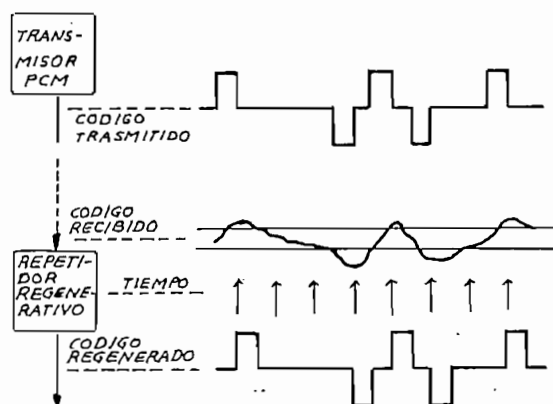 TRANS-
MISOR
PCM
CODIGO
TRASMITIDO
CODIGO
RECIBIDO
REPETI-
DOR
REGENE-
RATIVO
TIEMPO
CODIGO
REGENERADO